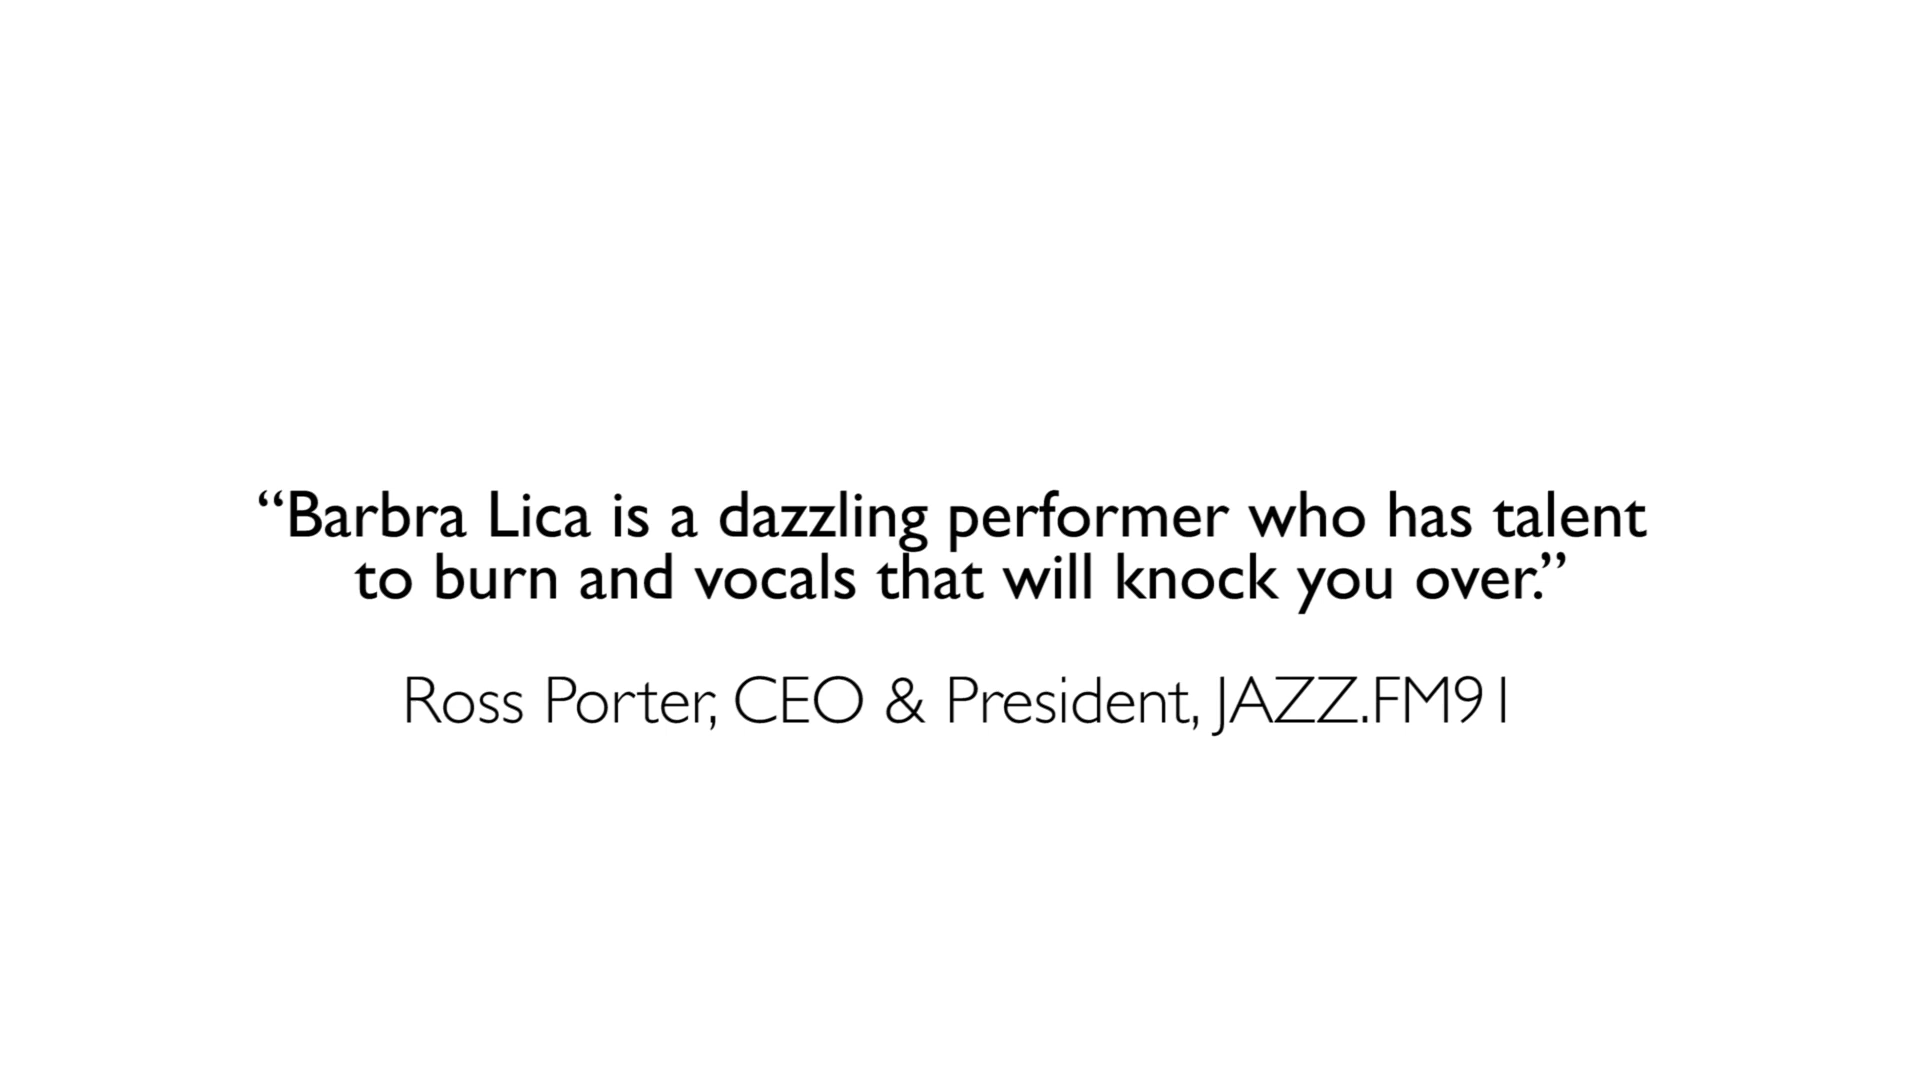 “Barbra Lica is a dazzling performer who has talent
to burn and vocals that will knock you over.”
Ross Porter, CEO & President, JAZZ.FM91